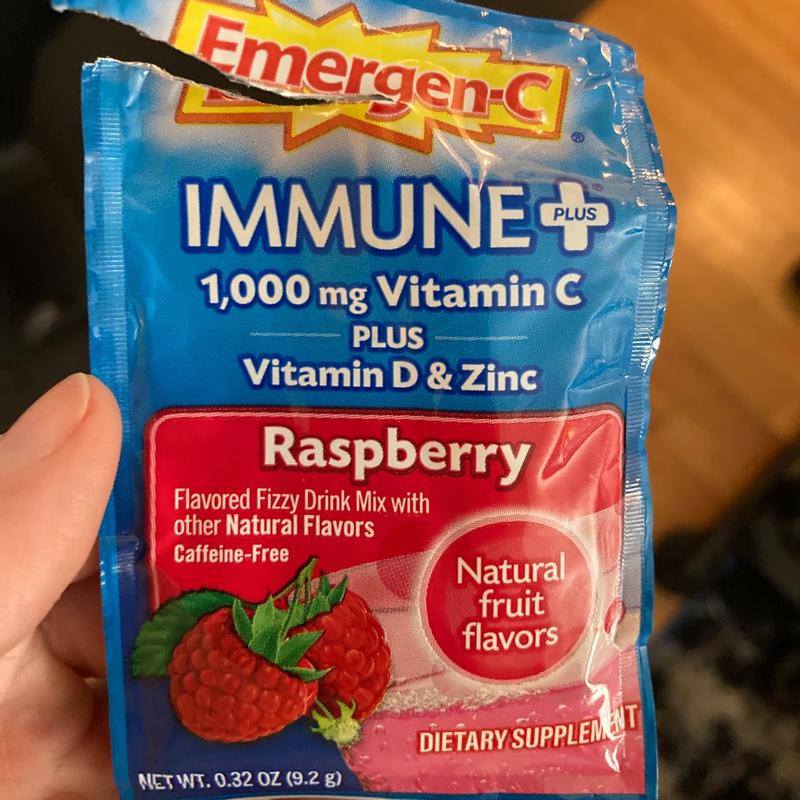 Emergen-C®
IMMUNE+ PLUS®
1,000 mg Vitamin C
PLUS
Vitamin D & Zinc
Raspberry
Flavored Fizzy Drink Mix with
other Natural Flavors
Caffeine-Free
Natural
fruit
flavors
DIETARY SUPPLEMENT
NET WT. 0.32 OZ (9.2 g)